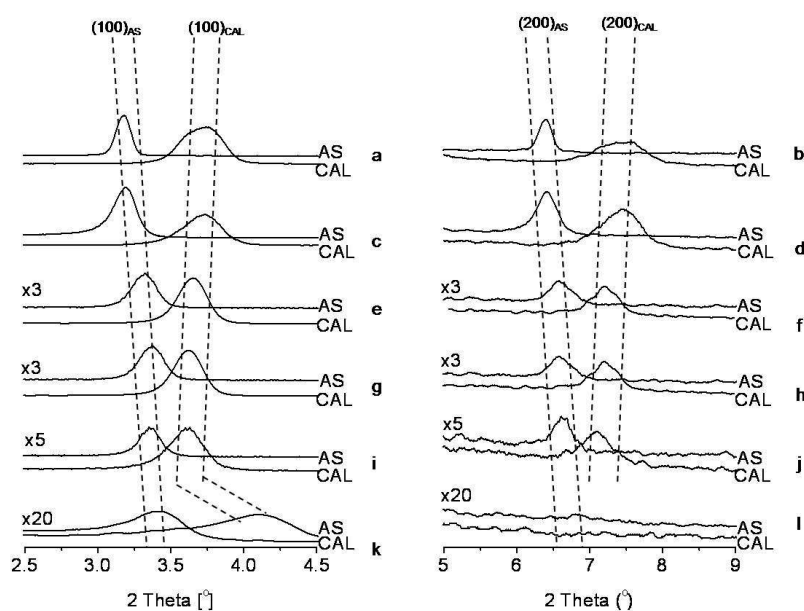 (100)AS (100)CAL
(200)AS (200)CAL
AS
CAL
a
AS
CAL
b
AS
CAL
c
AS
CAL
d
x3
AS
CAL
e
x3
AS
CAL
f
x3
AS
CAL
g
x3
AS
CAL
h
x5
AS
CAL
i
x5
AS
CAL
j
x20
AS
CAL
k
x20
AS
CAL
l
2.5 3.0 3.5 4.0 4.5
2 Theta [°]
5 6 7 8 9
2 Theta (°)